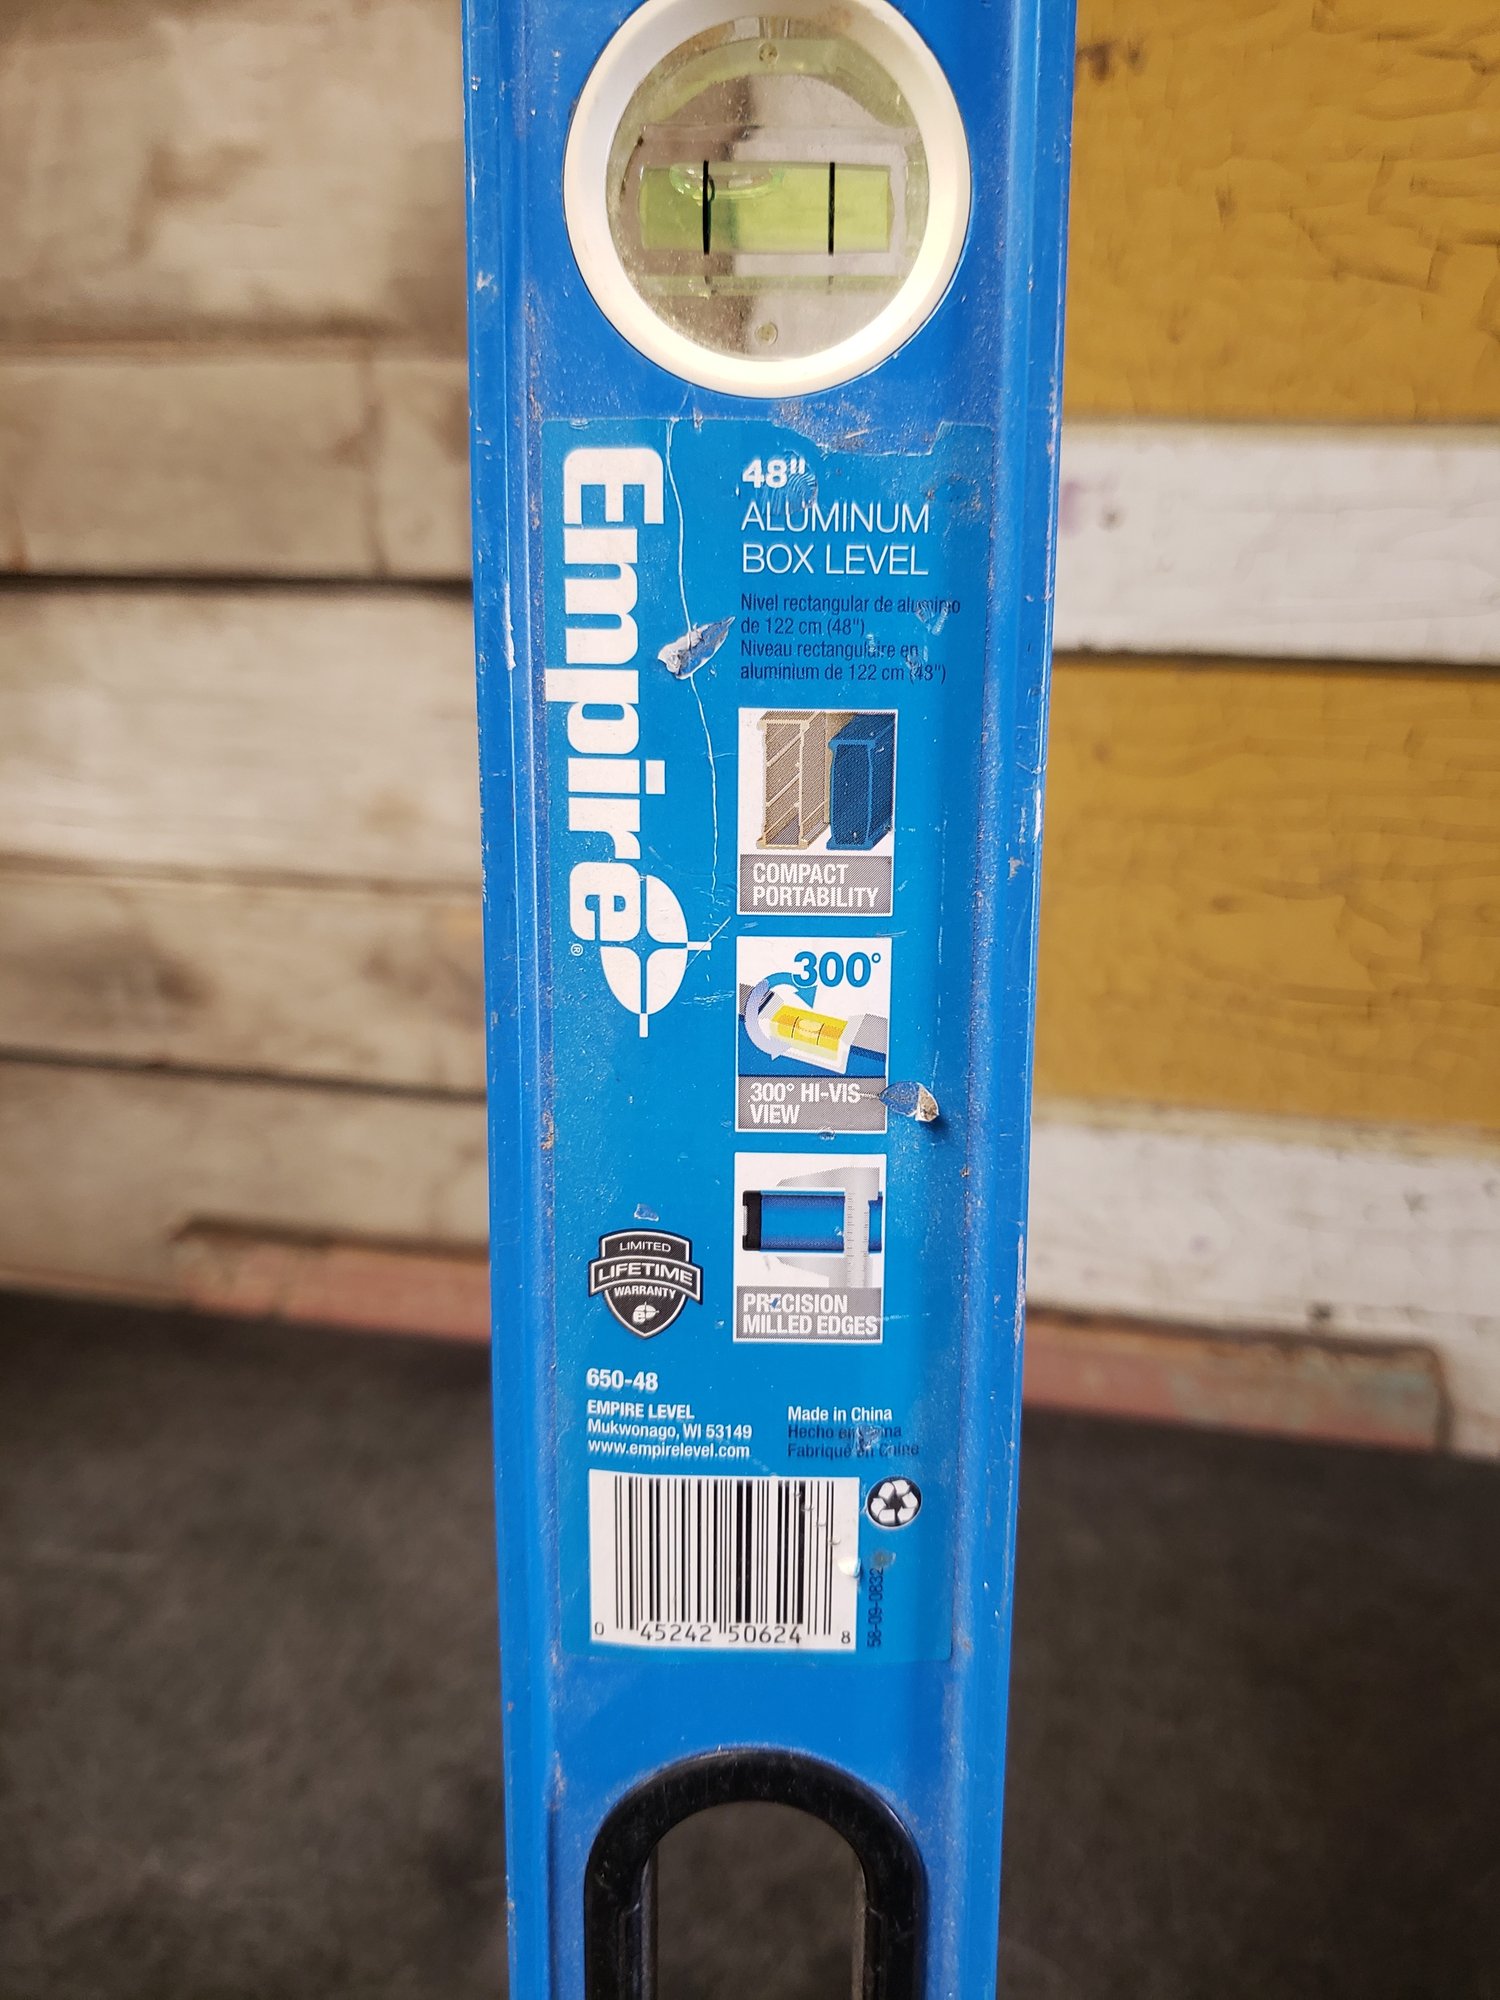 Empire®
48"
ALUMINUM
BOX LEVEL
Nivel rectangular de aluminio
de 122 cm (48")
Niveau rectangulaire en
aluminium de 122 cm (48")
COMPACT
PORTABILITY
300°
300° HI-VIS
VIEW
PRECISION
MILLED EDGES
LIMITED
LIFETIME
WARRANTY
e
650-48
EMPIRE LEVEL
Mukwonago, WI 53149
www.empirelevel.com
Made in China
Hecho en China
Fabriqué en Chine
0 45242 50624 8
58-09-0832